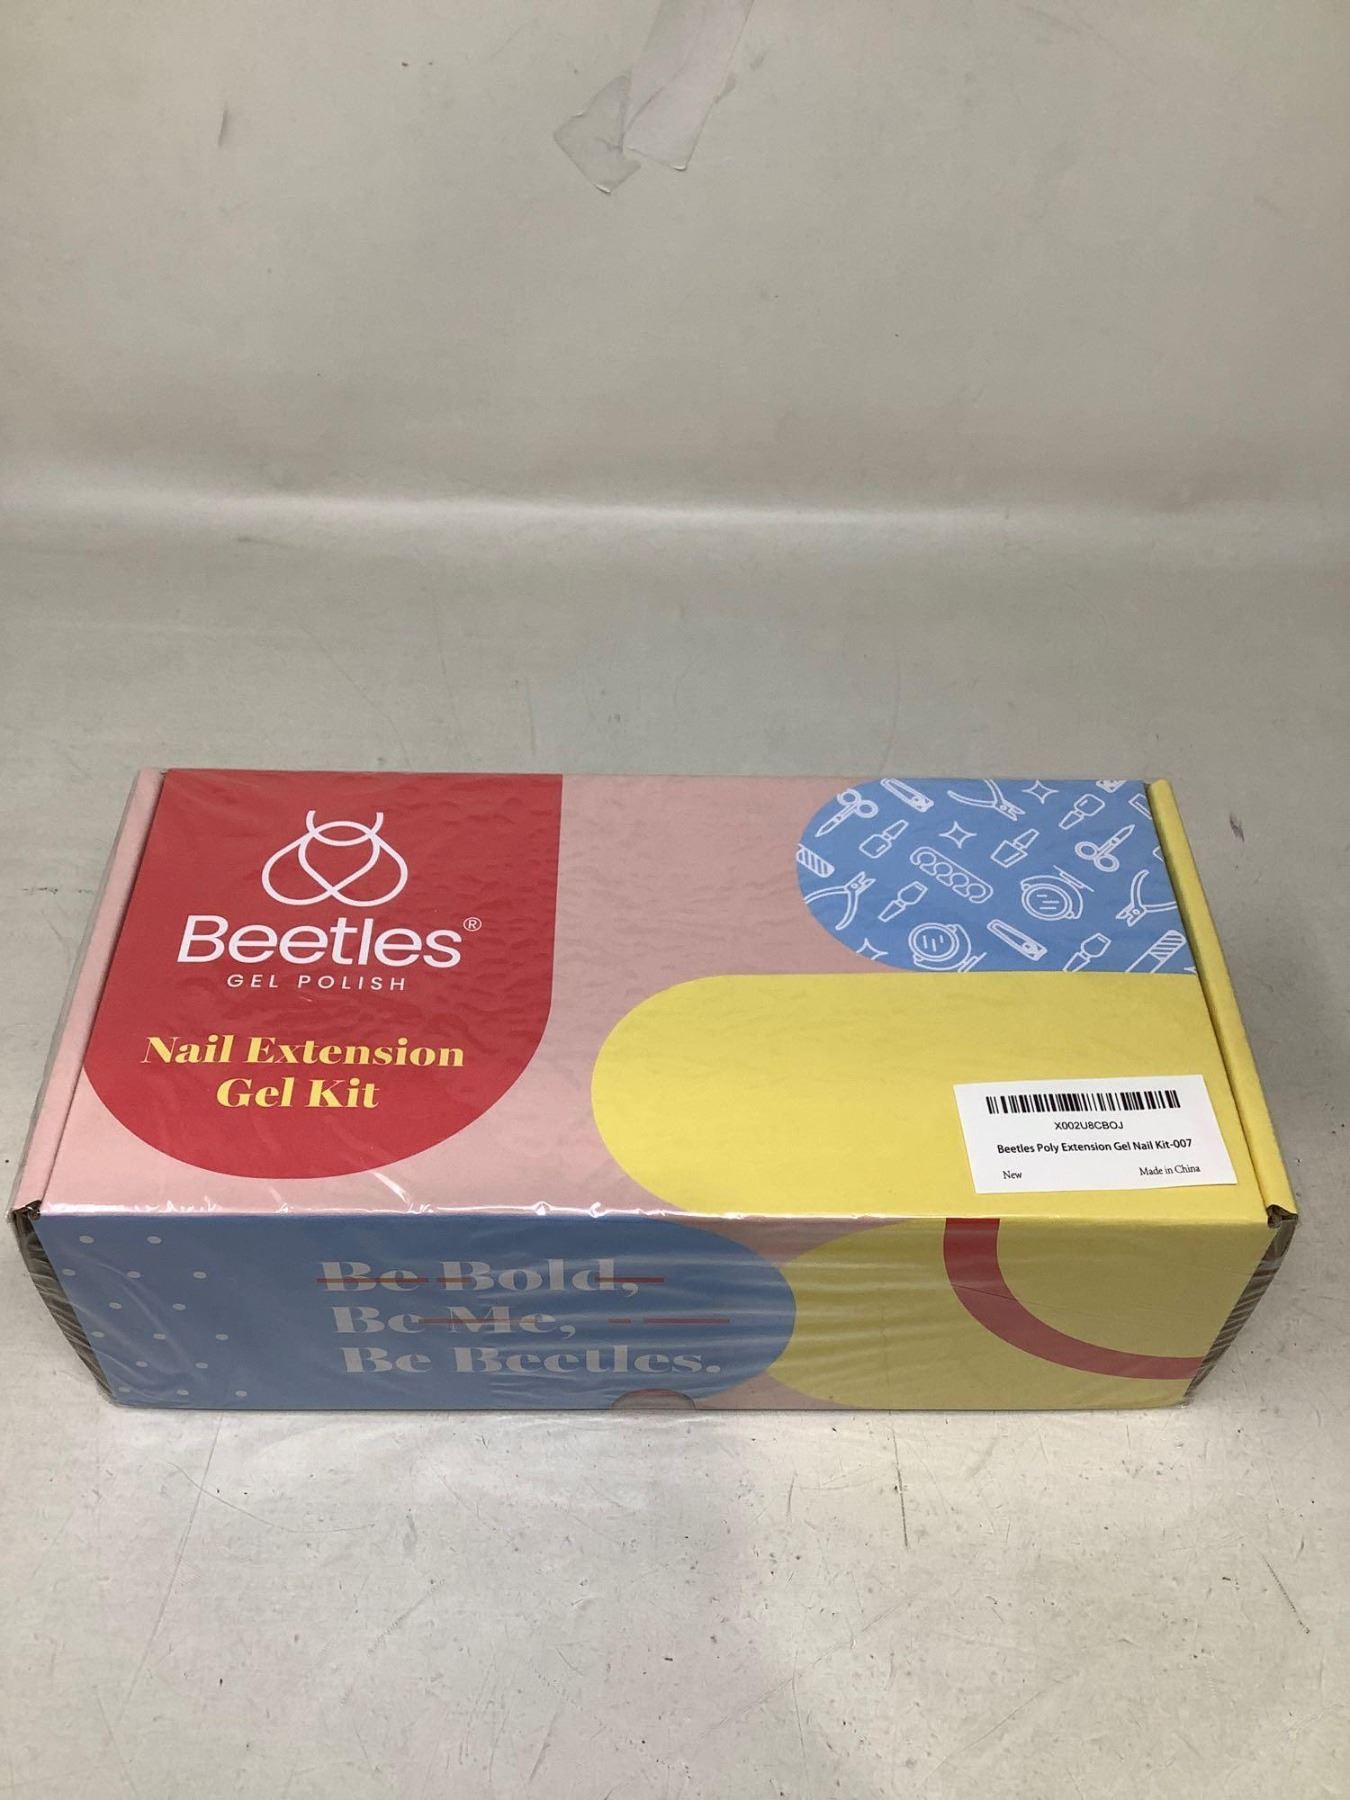 Beetles®
GEL POLISH
Nail Extension
Gel Kit
X002U8CBOJ
Beetles Poly Extension Gel Nail Kit-007
New Made in China
Be Bold,
Be Me,
Be Beetles.